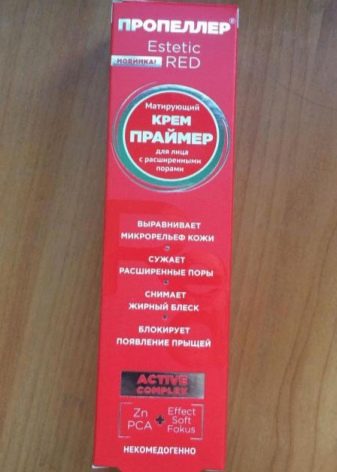 ПРОПЕЛЛЕР®
Estetic
НОВИНКА! RED
Матирующий
КРЕМ
ПРАЙМЕР
для лица
с расширенными
порами
ВЫРАВНИВАЕТ
МИКРОРЕЛЬЕФ КОЖИ
СУЖАЕТ
РАСШИРЕННЫЕ ПОРЫ
СНИМАЕТ
ЖИРНЫЙ БЛЕСК
БЛОКИРУЕТ
ПОЯВЛЕНИЕ ПРЫЩЕЙ
ACTIVE
COMPLEX
Zn PCA + Effect Soft Fokus
НЕКОМЕДОГЕННО